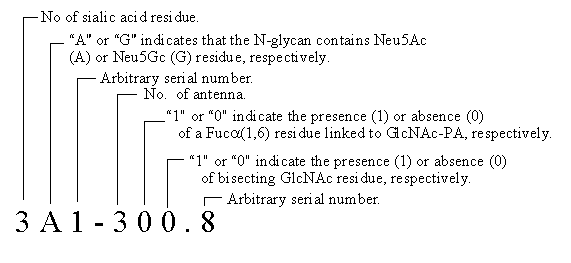 No of sialic acid residue.
“A” or “G” indicates that the N-glycan contains Neu5Ac
(A) or Neu5Gc (G) residue, respectively.
Arbitrary serial number.
No. of antenna.
“1” or “0” indicate the presence (1) or absence (0)
of a Fucα(1,6) residue linked to GlcNAc-PA, respectively.
“1” or “0” indicate the presence (1) or absence (0)
of bisecting GlcNAc residue, respectively.
Arbitrary serial number.
3 A 1 - 3 0 0 . 8